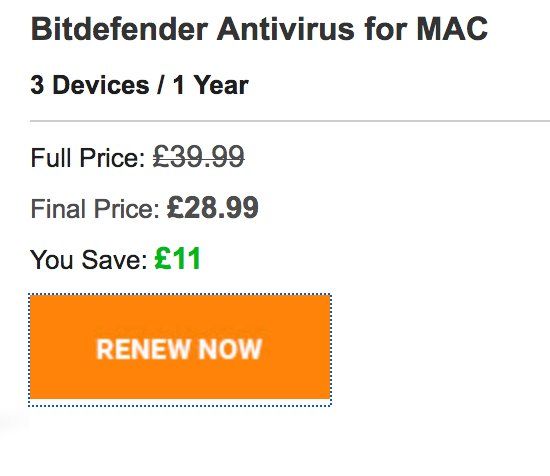 Bitdefender Antivirus for MAC
3 Devices / 1 Year
Full Price: £39.99
Final Price: £28.99
You Save: £11
RENEW NOW